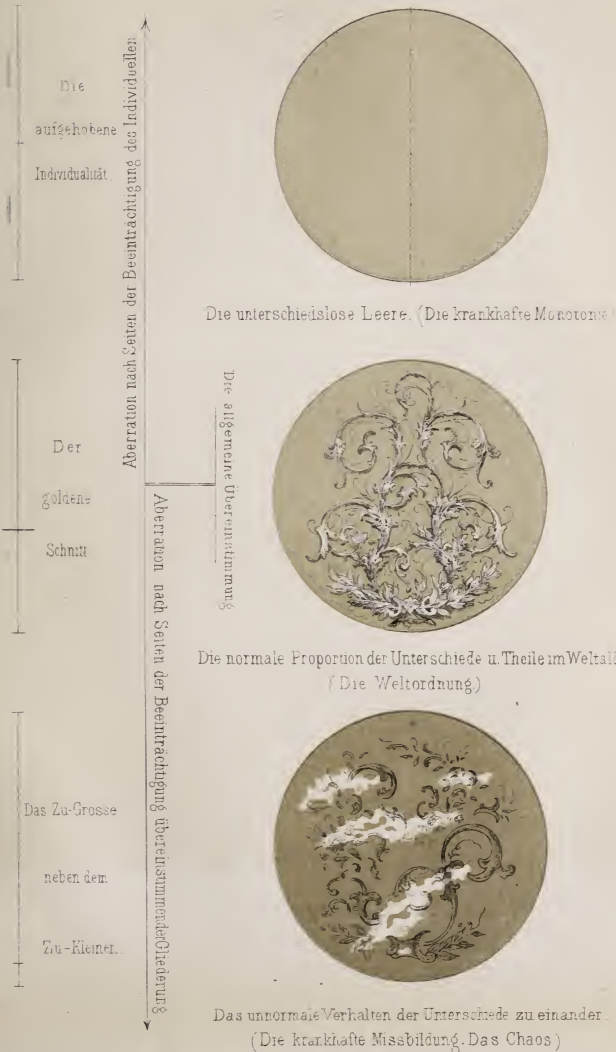 Die
aufgehobene
Individualität.
Aberration nach Seiten der Beeinträchtigung des Individuellen
Die unterschiedslose Leere. (Die krankhafte Monotonie
Der
goldene
Schnitt
Die allgemeine Übereinstimmung
Die normale Proportion der Unterschiede u. Theile im Weltall
(Die Weltordnung.)
Aberration nach Seiten der Beeinträchtigung übereinstimmender Gliederung
Das Zu-Grosse
neben dem
Zu-Kleinen.
Das unnormale Verhalten der Unterschiede zu einander.
(Die krankhafte Missbildung. Das Chaos)